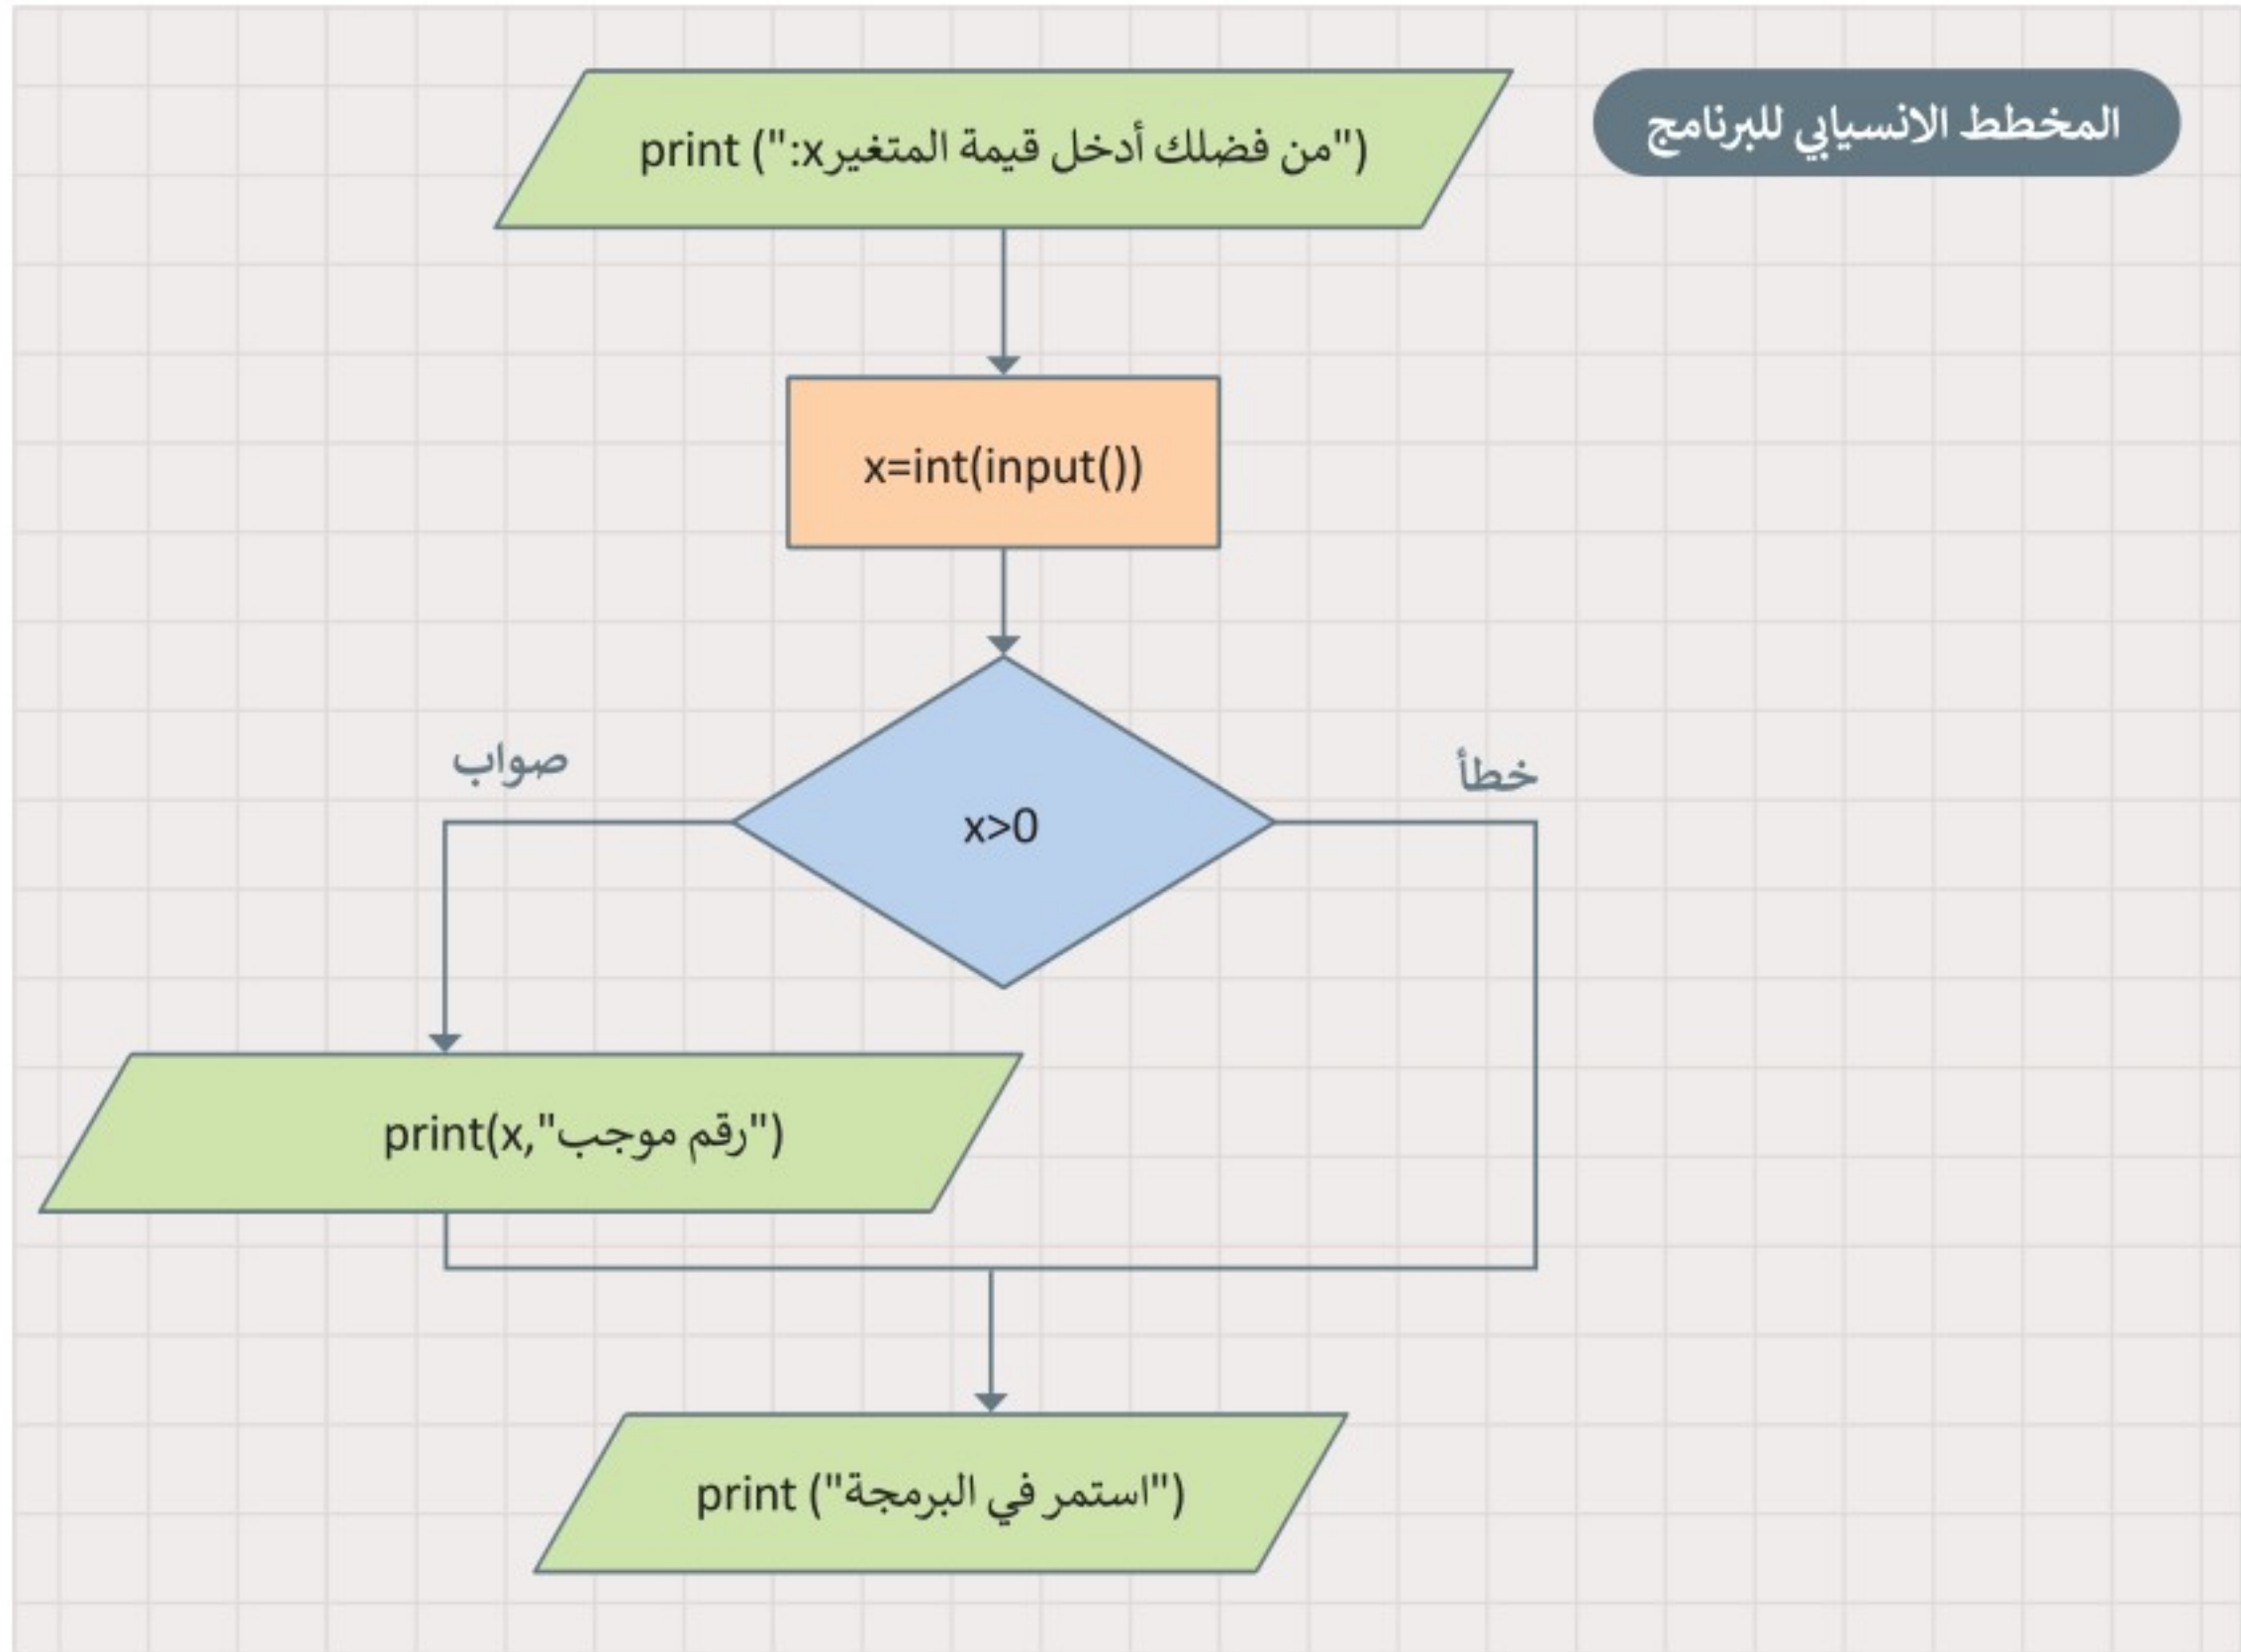 المخطط الانسيابي للبرنامج
print ("من فضلك أدخل قيمة المتغيرx:")
x=int(input())
x>0
صواب
خطأ
print(x,"رقم موجب")
print ("استمر في البرمجة")